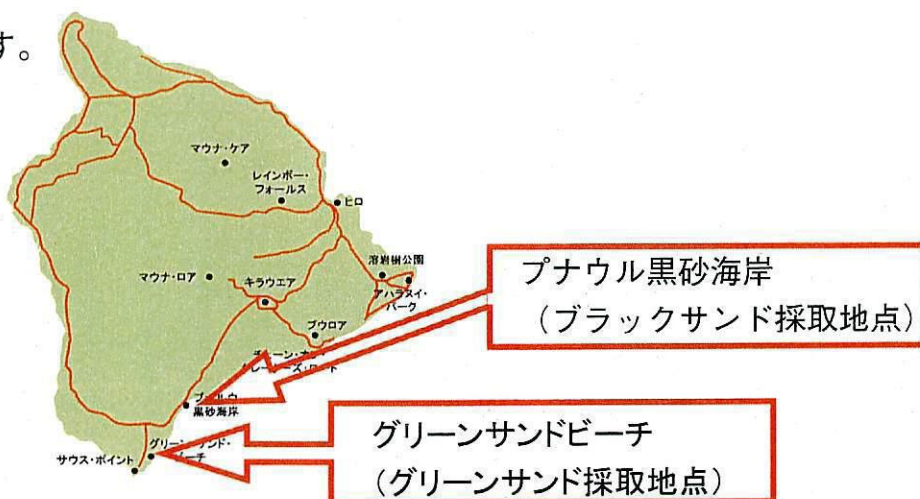 す。
マウナ・ケア
レインボー・
フォールス
ヒロ
溶岩樹公園
マウナ・ロア
キラウエア
アハラヌイ・
パーク
プナウル黒砂海岸
（ブラックサンド採取地点）
プウロア
黒砂海岸
グリーンサンドビーチ
（グリーンサンド採取地点）
サウス・ポイント